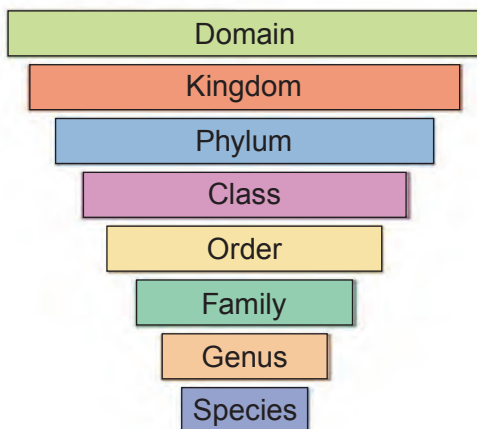 Domain
Kingdom
Phylum
Class
Order
Family
Genus
Species